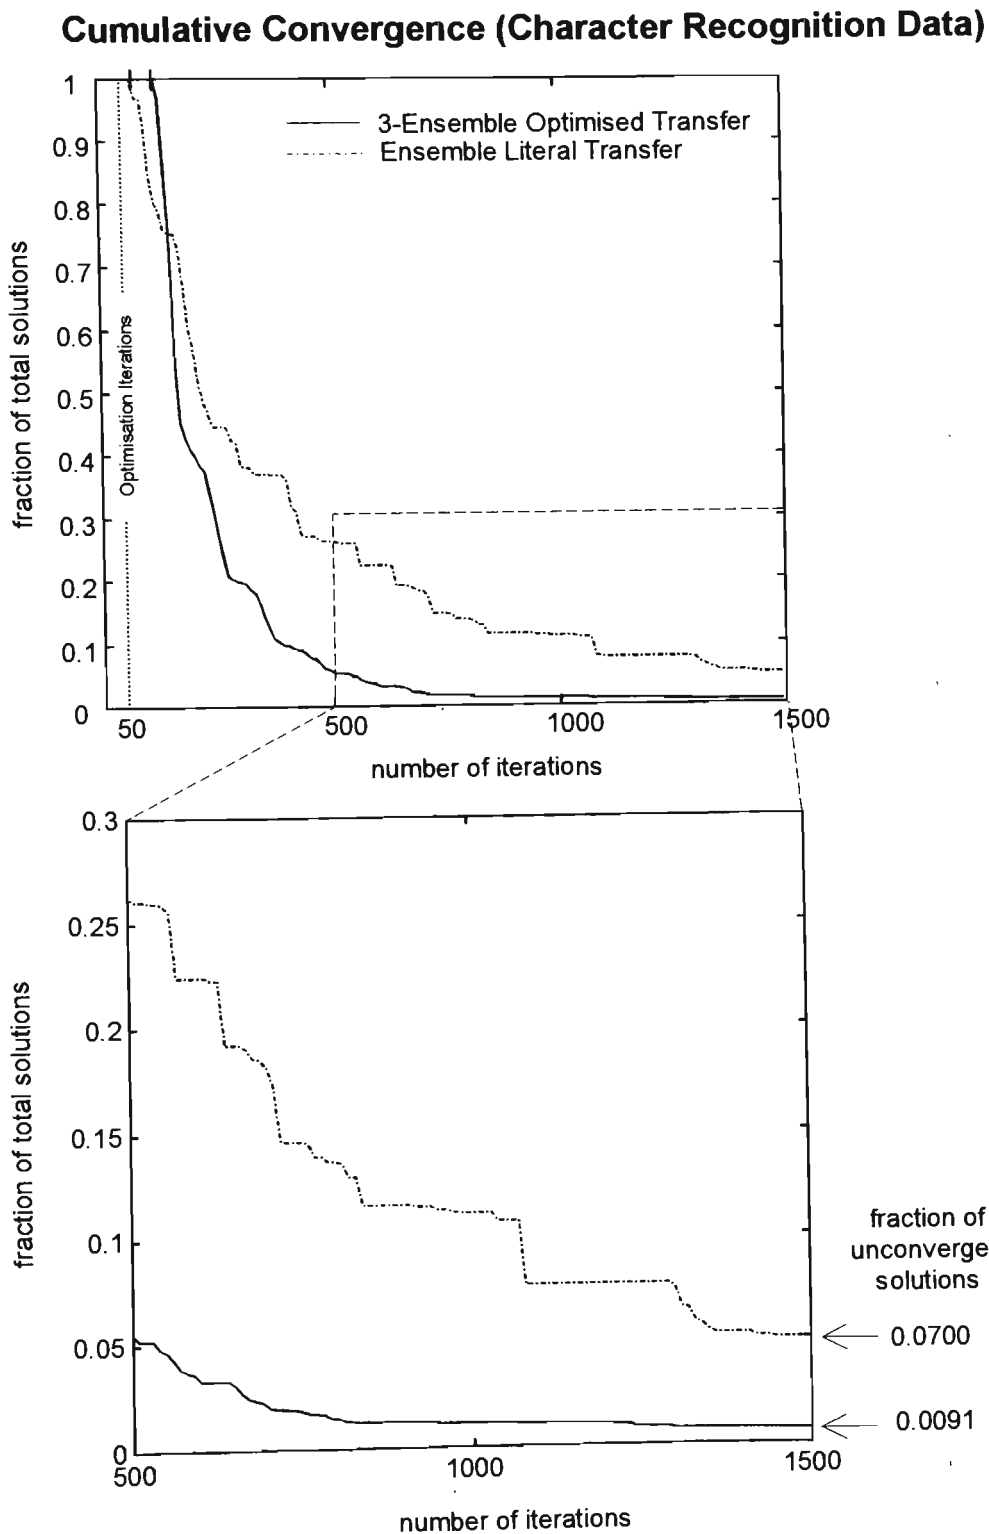 Cumulative Convergence (Character Recognition Data)
1
0.9
0.8
0.7
0.6
0.5
0.4
0.3
0.2
0.1
0
fraction of total solutions
3-Ensemble Optimised Transfer
Ensemble Literal Transfer
Optimisation Iterations
50
500
1000
1500
number of iterations
0.3
0.25
0.2
0.15
0.1
0.05
0
fraction of total solutions
500
1000
1500
number of iterations
fraction of
unconverge
solutions
0.0700
0.0091